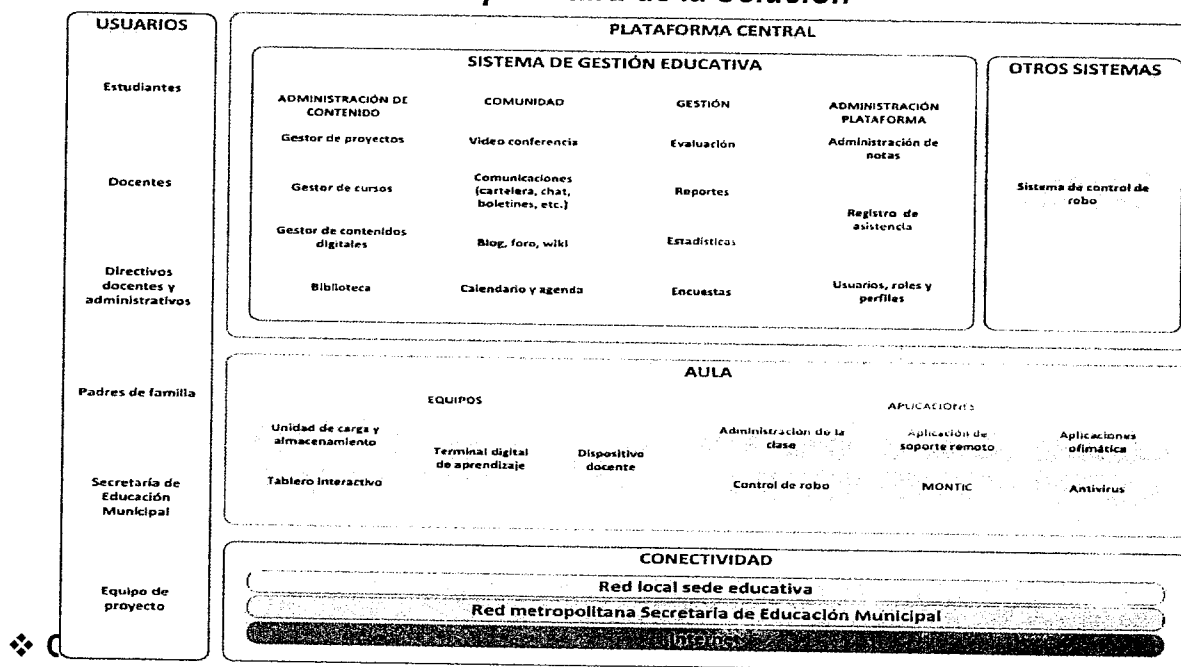 de la Solución
USUARIOS
Estudiantes
Docentes
Directivos
docentes y
administrativos
Padres de familia
Secretaría de
Educación
Municipal
Equipo de
proyecto
PLATAFORMA CENTRAL
SISTEMA DE GESTIÓN EDUCATIVA
ADMINISTRACIÓN DE
CONTENIDO
Gestor de proyectos
Gestor de cursos
Gestor de contenidos
digitales
Biblioteca
COMUNIDAD
Video conferencia
Comunicaciones
(cartelera, chat,
boletines, etc.)
Blog, foro, wiki
Calendario y agenda
GESTIÓN
Evaluación
Reportes
Estadísticas
Encuestas
ADMINISTRACIÓN
PLATAFORMA
Administración de
notas
Registro de
asistencia
Usuarios, roles y
perfiles
OTROS SISTEMAS
Sistema de control de
robo
AULA
EQUIPOS
Unidad de carga y
almacenamiento
Tablero interactivo
Terminal digital
de aprendizaje
Dispositivo
docente
APLICACIONES
Administración de la
clase
Control de robo
Aplicación de
soporte remoto
MONTIC
Aplicaciones
ofimática
Antivirus
CONECTIVIDAD
Red local sede educativa
Red metropolitana Secretaría de Educación Municipal
Internet